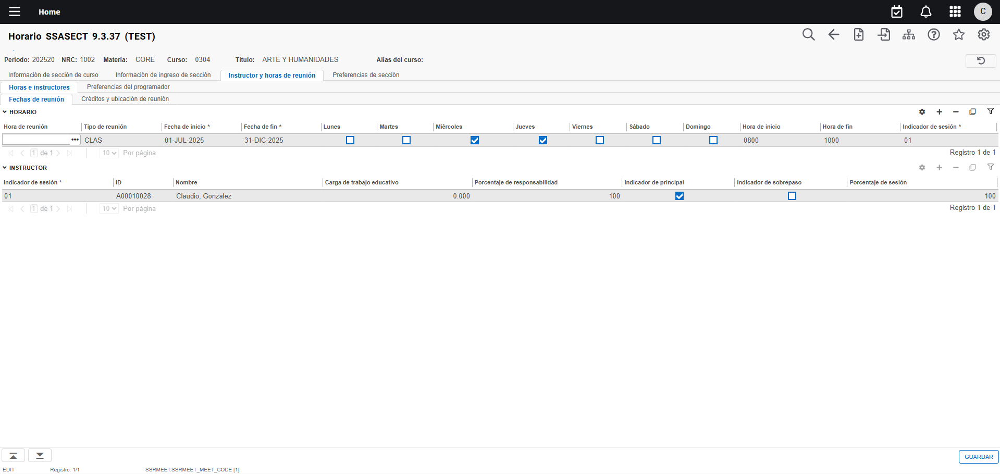 Home
C
Horario SSASECT 9.3.37 (TEST)
Periodo: 202520 NRC: 1002 Materia: CORE Curso: 0304 Título: ARTE Y HUMANIDADES Alias del curso:
Información de sección de curso Información de ingreso de sección Instructor y horas de reunión Preferencias de sección
Horas e instructores Preferencias del programador
Fechas de reunión Créditos y ubicación de reunión
HORARIO
Hora de reunión Tipo de reunión Fecha de inicio * Fecha de fin * Lunes Martes Miércoles Jueves Viernes Sábado Domingo Hora de inicio Hora de fin Indicador de sesión *
CLAS 01-JUL-2025 31-DIC-2025 0800 1000 01
1 de 1 10 Por página Registro 1 de 1
INSTRUCTOR
Indicador de sesión * ID Nombre Carga de trabajo educativo Porcentaje de responsabilidad Indicador de principal Indicador de sobrepaso Porcentaje de sesión
01 A00010028 Claudio, Gonzalez 0.000 100 100
1 de 1 10 Por página Registro 1 de 1
GUARDAR
EDIT Registro: 1/1 SSRMEET.SSRMEET_MEET_CODE [1]